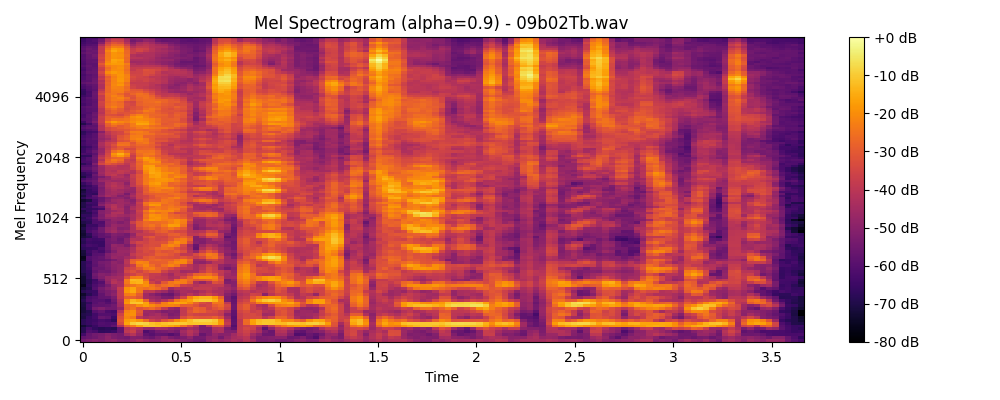 Mel Spectrogram (alpha=0.9) - 09b02Tb.wav
Mel Frequency
4096
2048
1024
512
0
0
0.5
1
1.5
2
2.5
3
3.5
Time
+0 dB
-10 dB
-20 dB
-30 dB
-40 dB
-50 dB
-60 dB
-70 dB
-80 dB